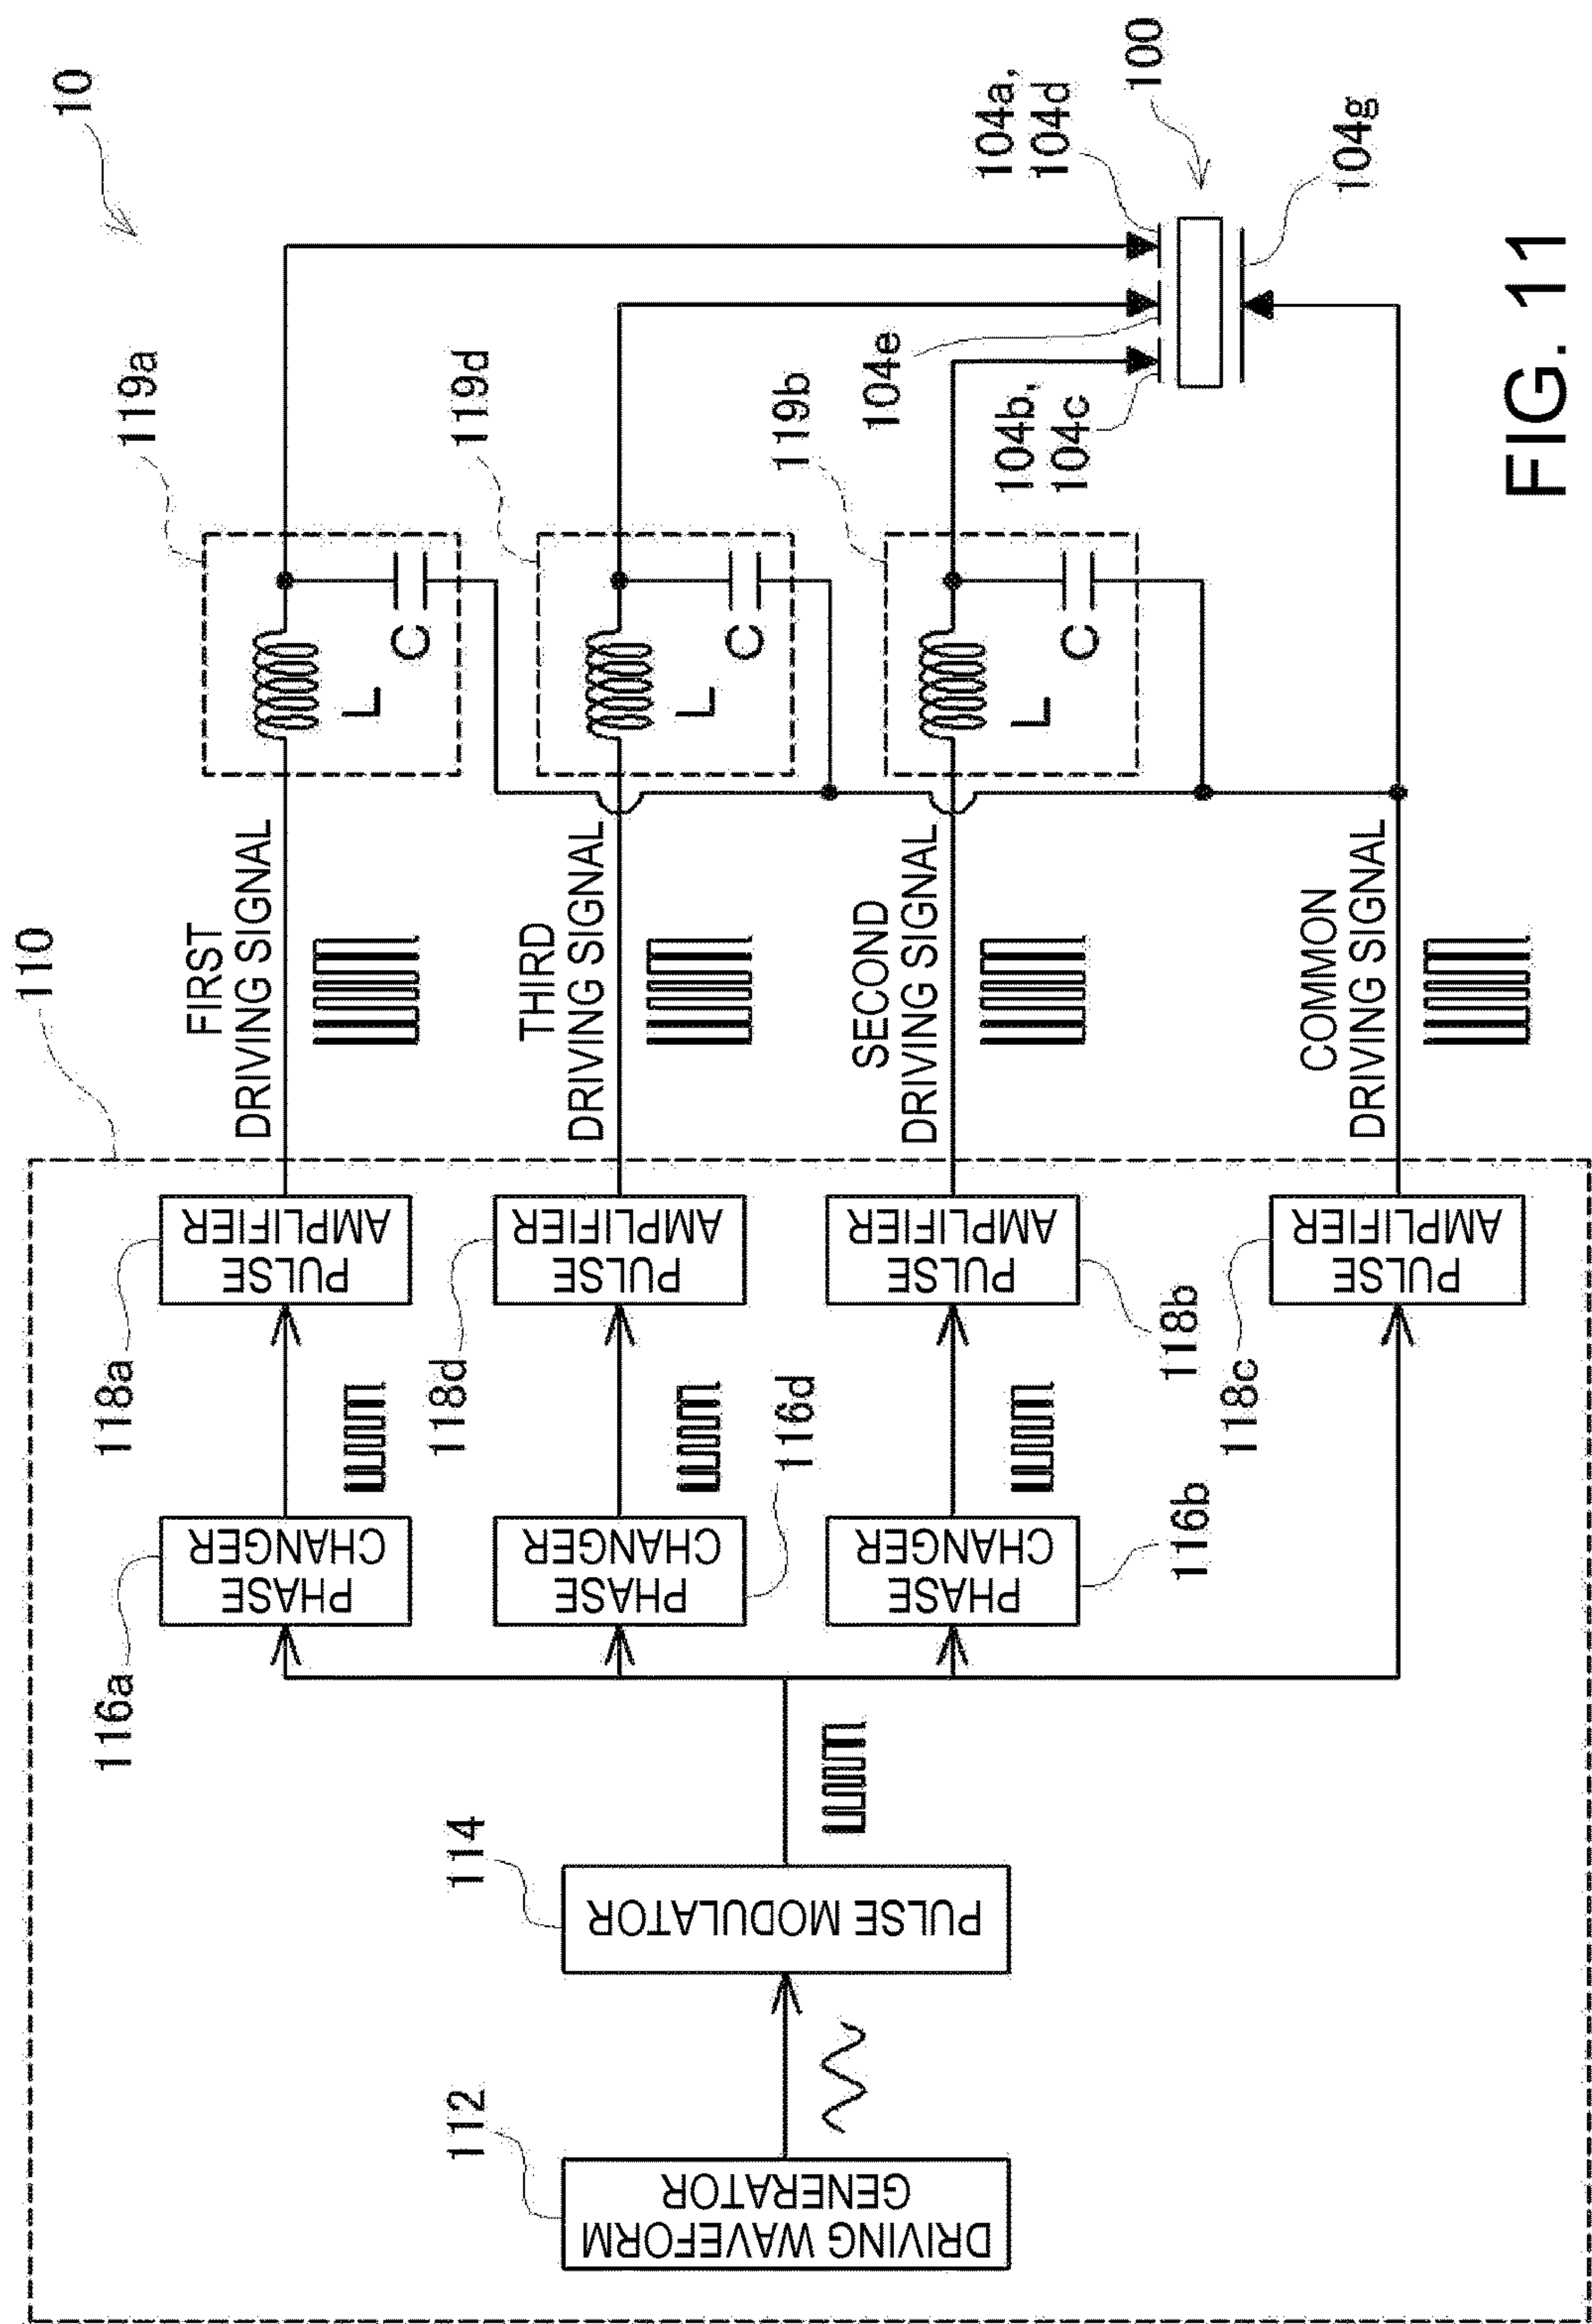 10
110
FIRST
DRIVING SIGNAL
119a
116a
PHASE
CHANGER
118a
PULSE
AMPLIFIER
L
C
THIRD
DRIVING SIGNAL
119d
112
DRIVING WAVEFORM
GENERATOR
114
PULSE MODULATOR
116d
PHASE
CHANGER
118d
PULSE
AMPLIFIER
L
C
SECOND
DRIVING SIGNAL
119b
104e
116b
PHASE
CHANGER
118b
PULSE
AMPLIFIER
L
C
104b,
104c
104a,
104d
100
104g
118c
PULSE
AMPLIFIER
COMMON
DRIVING SIGNAL
FIG. 11